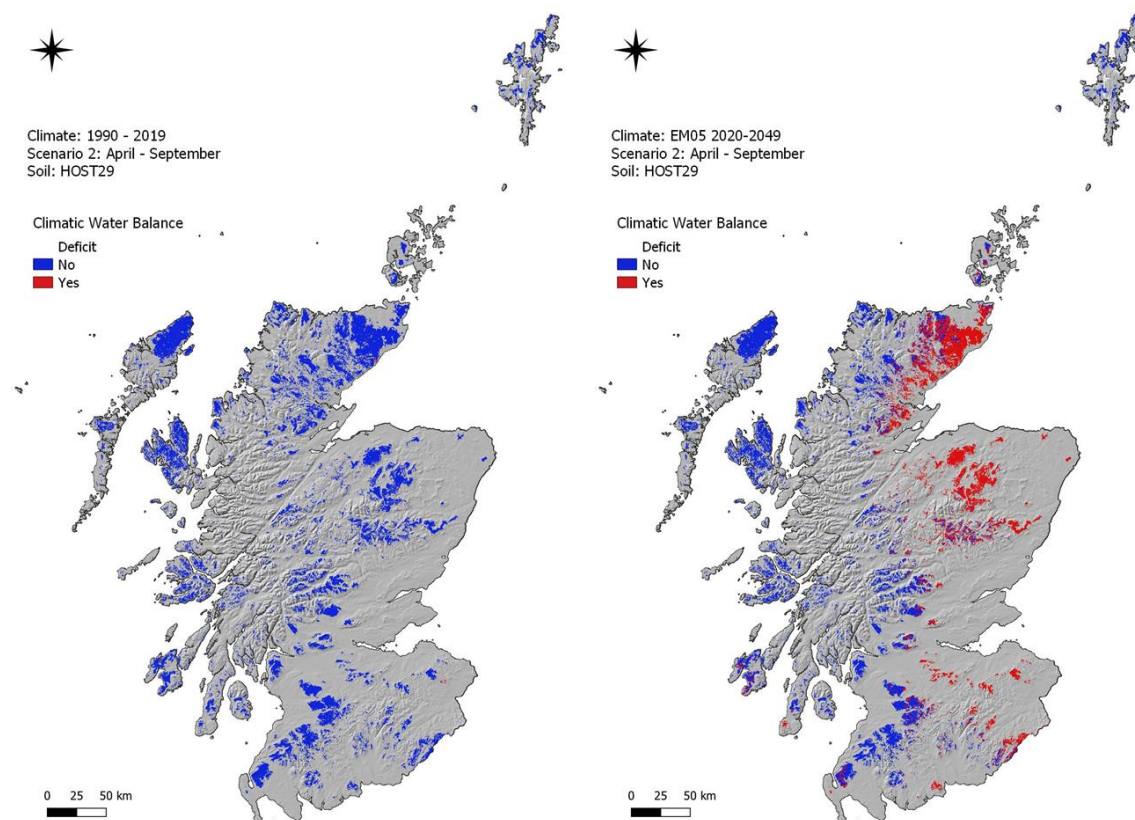 Climate: 1990 - 2019
Scenario 2: April - September
Soil: HOST29
Climatic Water Balance
Deficit
No
Yes
0 25 50 km
Climate: EM05 2020-2049
Scenario 2: April - September
Soil: HOST29
Climatic Water Balance
Deficit
No
Yes
0 25 50 km